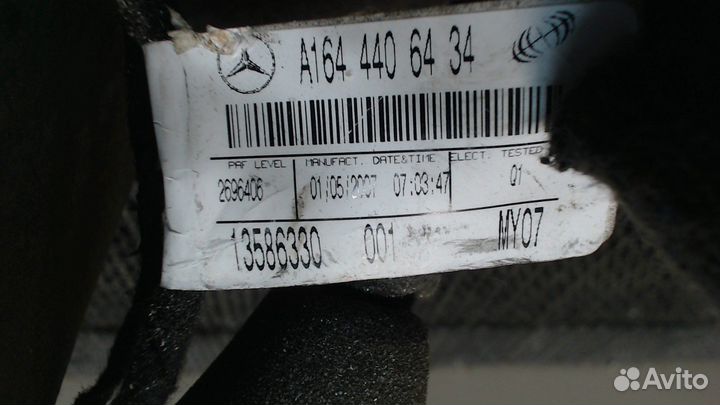 A164 440 64 34
PRF LEVEL MANUFACT. DATE&TIME ELECT. TESTED
2696406 01|05|2007 07:03:47 01
13586330 001 MY07
Avito